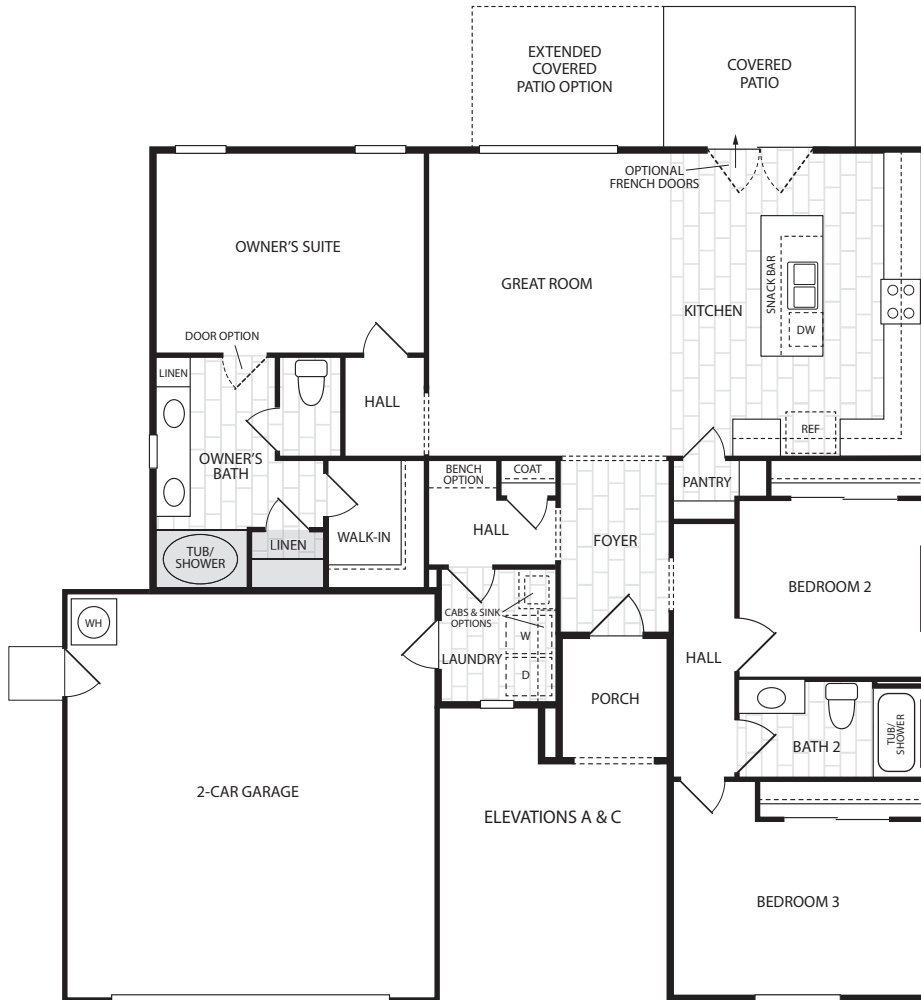 EXTENDED
COVERED
PATIO OPTION
COVERED
PATIO
OPTIONAL
FRENCH DOORS
OWNER'S SUITE
GREAT ROOM
KITCHEN
SNACK BAR
DW
DOOR OPTION
LINEN
HALL
REF
OWNER'S
BATH
BENCH
OPTION
COAT
PANTRY
WALK-IN
HALL
FOYER
TUB/
SHOWER
LINEN
BEDROOM 2
CABS & SINK
OPTIONS
WH
W
LAUNDRY
D
HALL
PORCH
BATH 2
TUB/
SHOWER
2-CAR GARAGE
ELEVATIONS A & C
BEDROOM 3